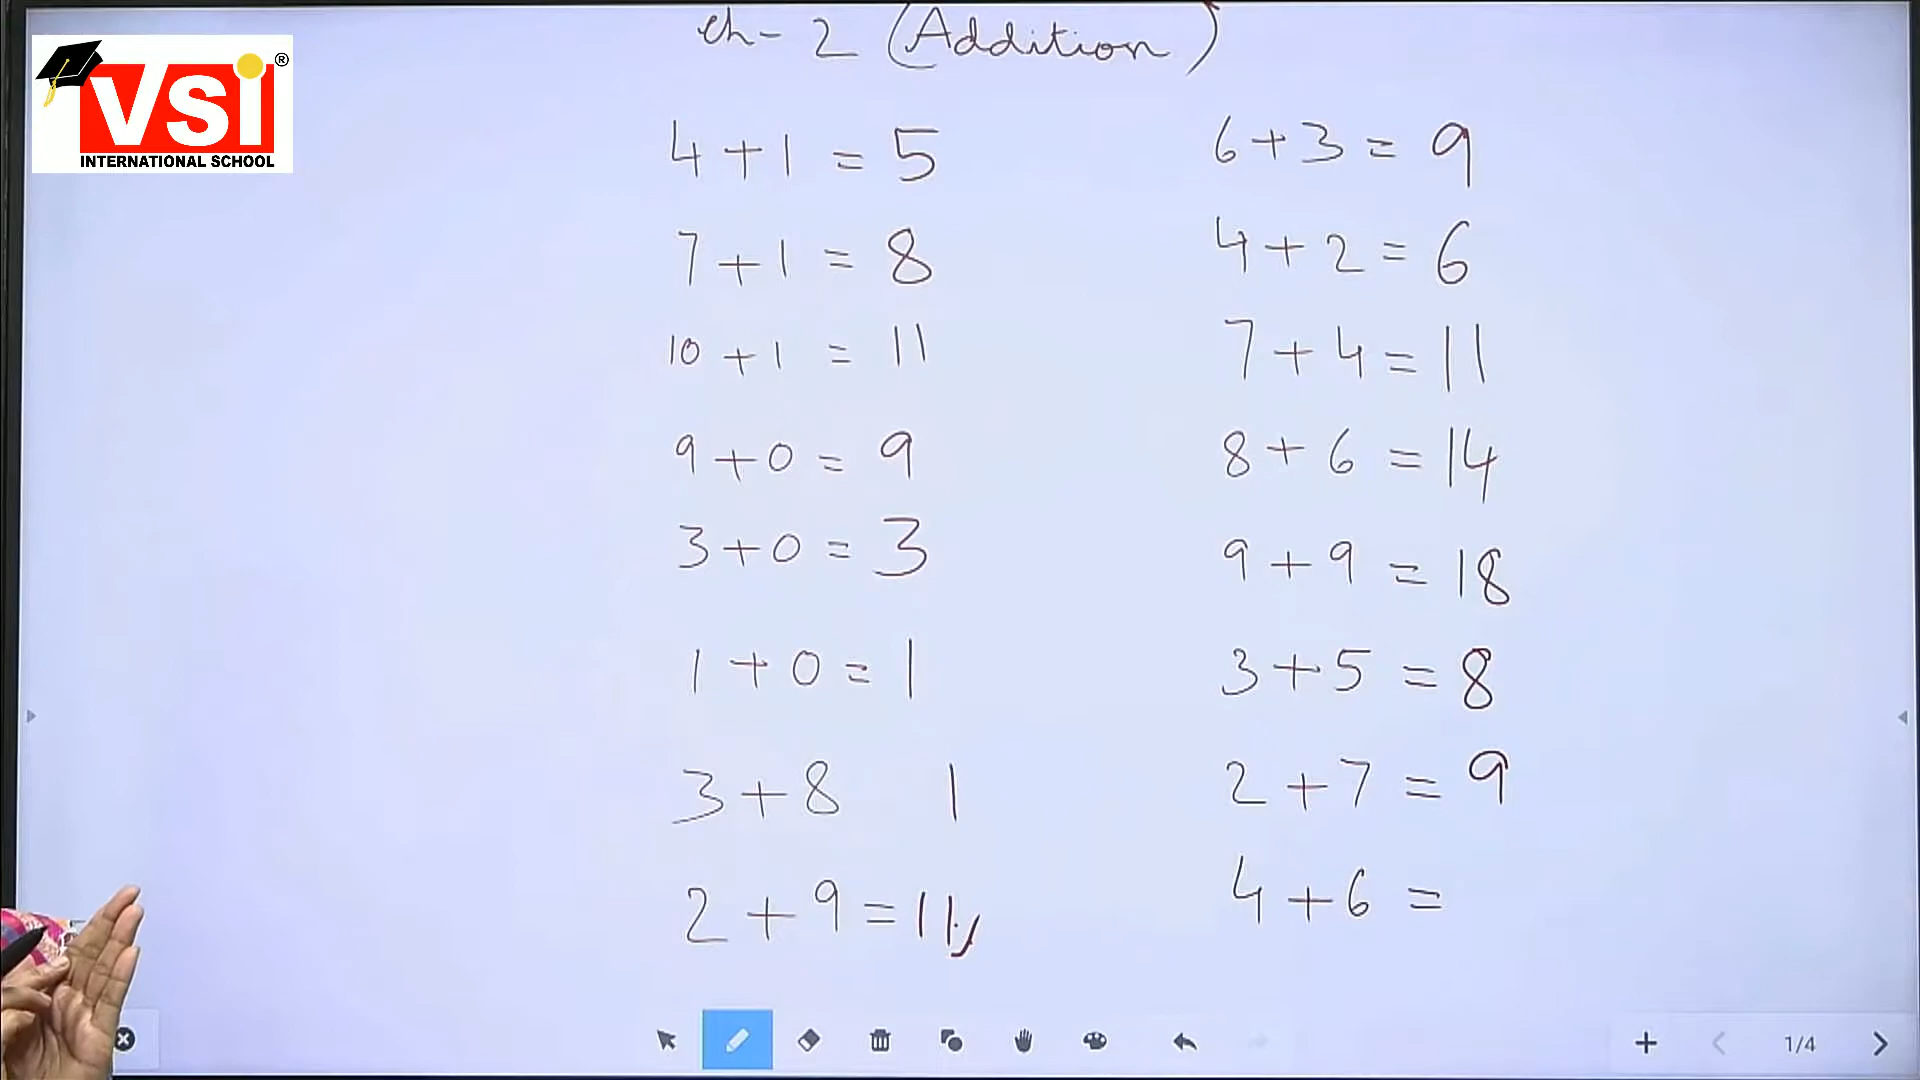 ch- 2 (Addition)
VSI ®
INTERNATIONAL SCHOOL
4 + 1 = 5
7 + 1 = 8
10 + 1 = 11
9 + 0 = 9
3 + 0 = 3
1 + 0 = 1
3 + 8 1
2 + 9 = 11
6 + 3 = 9
4 + 2 = 6
7 + 4 = 11
8 + 6 = 14
9 + 9 = 18
3 + 5 = 8
2 + 7 = 9
4 + 6 =
1/4